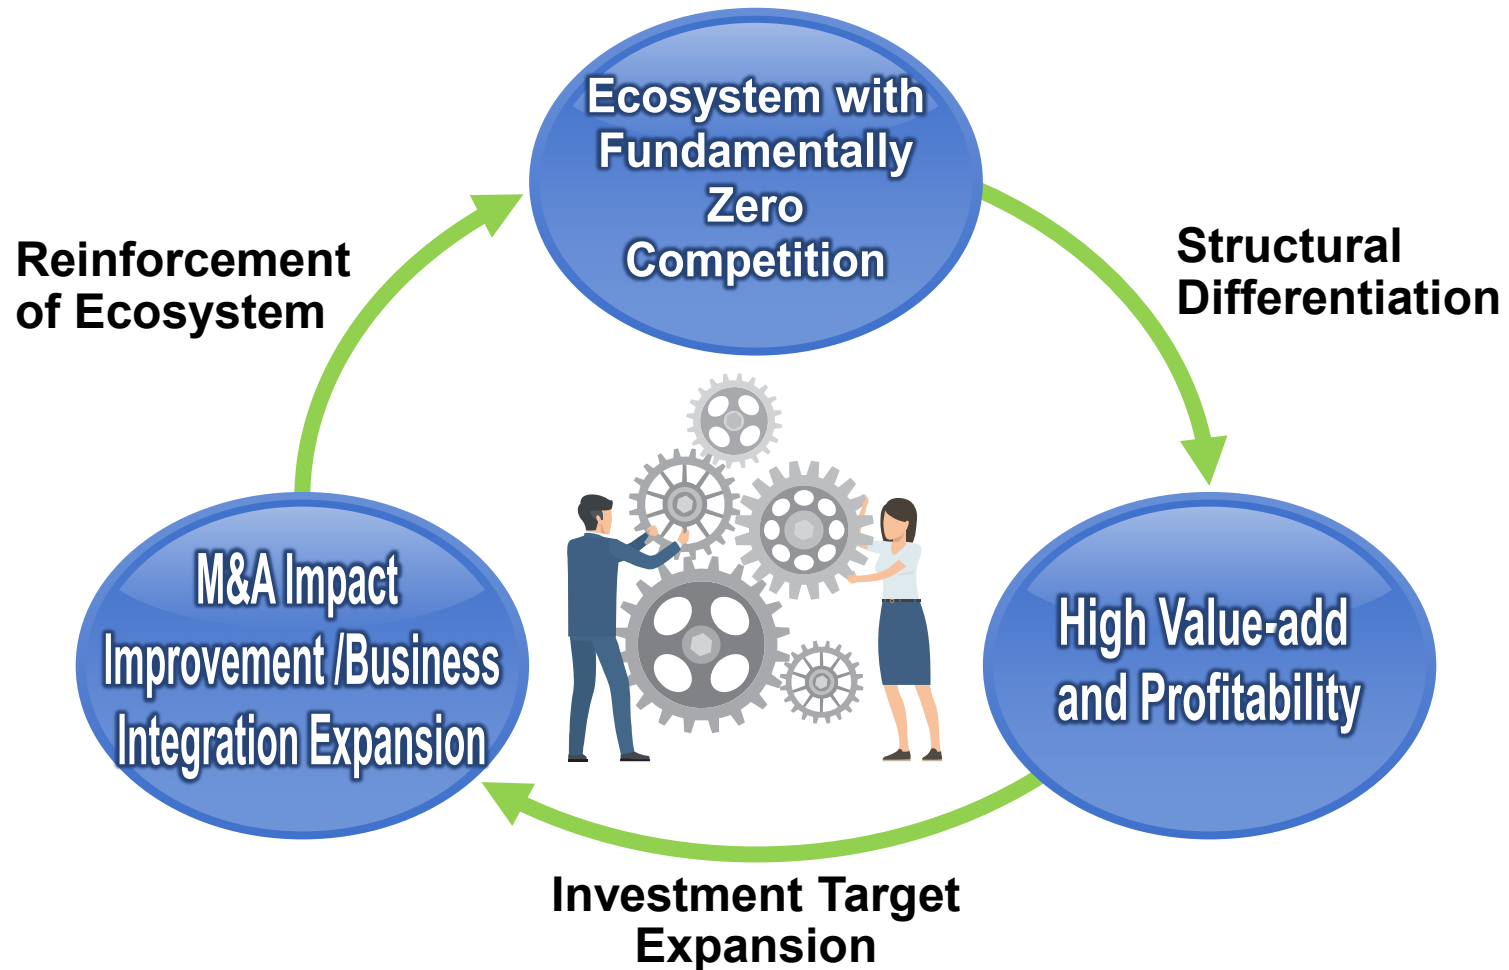 Ecosystem with
Fundamentally
Zero
Competition
Reinforcement
of Ecosystem
Structural
Differentiation
M&A Impact
Improvement /Business
Integration Expansion
High Value-add
and Profitability
Investment Target
Expansion